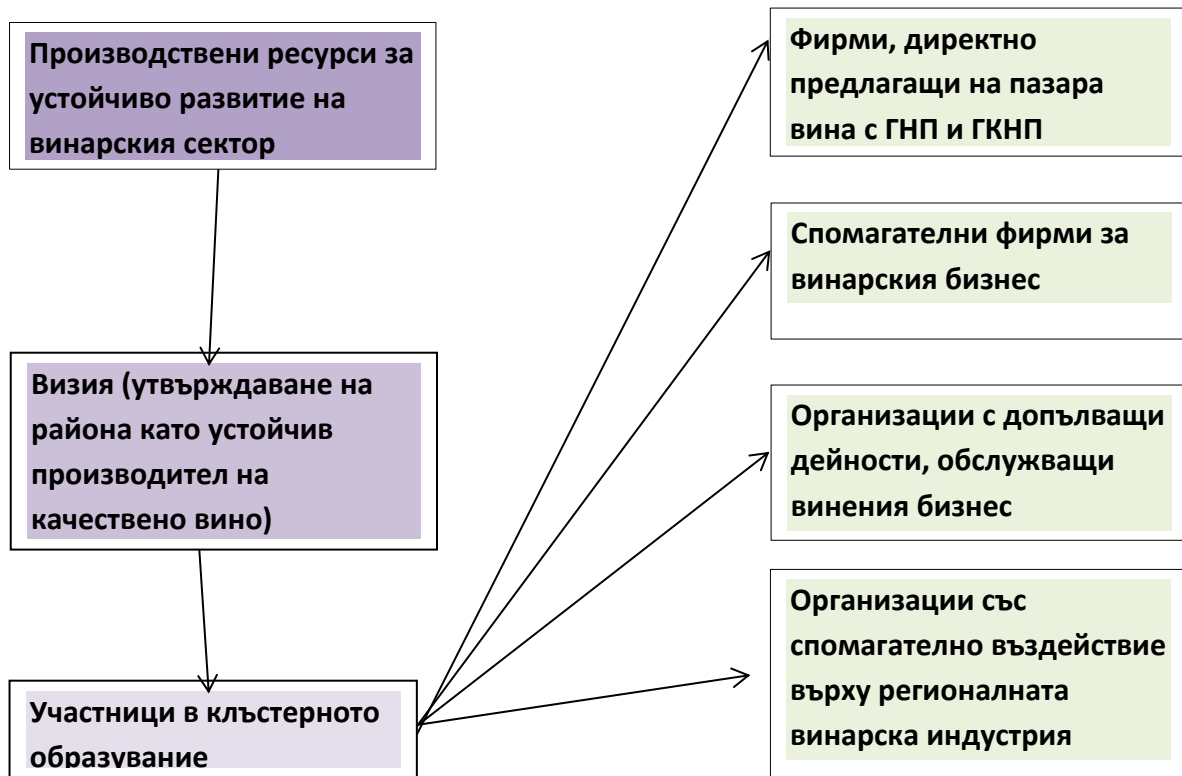 Производствени ресурси за
устойчиво развитие на
винарския сектор
Визия (утвърждаване на
района като устойчив
производител на
качествено вино)
Участници в клъстерното
образувание
Фирми, директно
предлагащи на пазара
вина с ГНП и ГКНП
Спомагателни фирми за
винарския бизнес
Организации с допълващи
дейности, обслужващи
винения бизнес
Организации със
спомагателно въздействие
върху регионалната
винарска индустрия